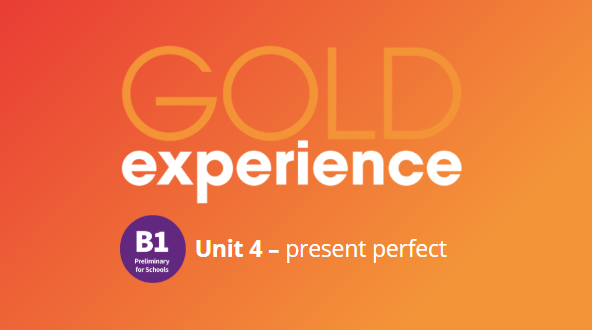 GOLD
experience
B1
Preliminary
for Schools
Unit 4 – present perfect